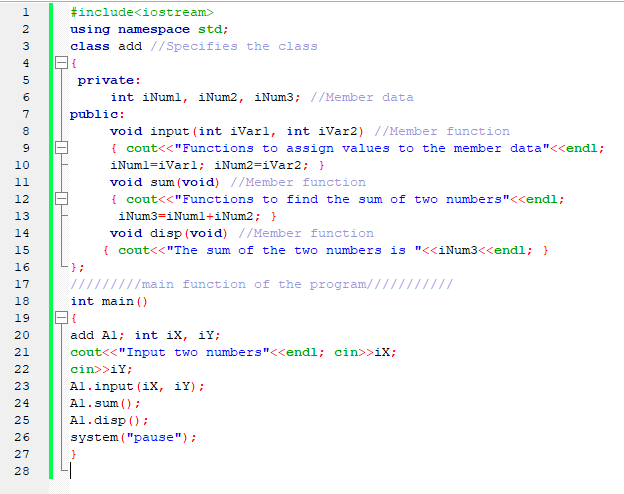 1 #include<iostream>
2 using namespace std;
3 class add //Specifies the class
4 {
5 private:
6 int iNum1, iNum2, iNum3; //Member data
7 public:
8 void input(int iVar1, int iVar2) //Member function
9 { cout<<"Functions to assign values to the member data"<<endl;
10 iNum1=iVar1; iNum2=iVar2; }
11 void sum(void) //Member function
12 { cout<<"Functions to find the sum of two numbers"<<endl;
13 iNum3=iNum1+iNum2; }
14 void disp(void) //Member function
15 { cout<<"The sum of the two numbers is "<<iNum3<<endl; }
16 };
17 /////////main function of the program///////////
18 int main()
19 {
20 add A1; int iX, iY;
21 cout<<"Input two numbers"<<endl; cin>>iX;
22 cin>>iY;
23 A1.input(iX, iY);
24 A1.sum();
25 A1.disp();
26 system("pause");
27 }
28